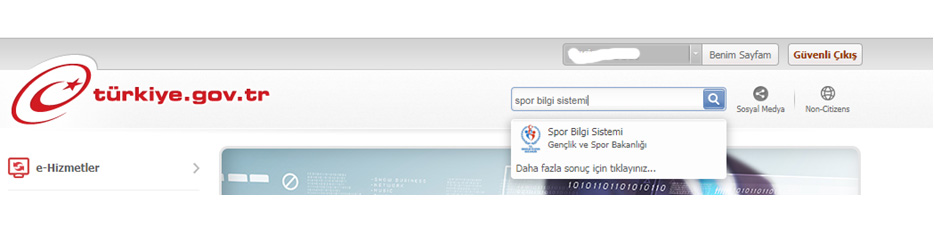 Benim Sayfam
Güvenli Çıkış
türkiye.gov.tr
spor bilgi sistemi
Sosyal Medya
Non-Citizens
Spor Bilgi Sistemi
Gençlik ve Spor Bakanlığı
Daha fazla sonuç için tıklayınız...
e-Hizmetler